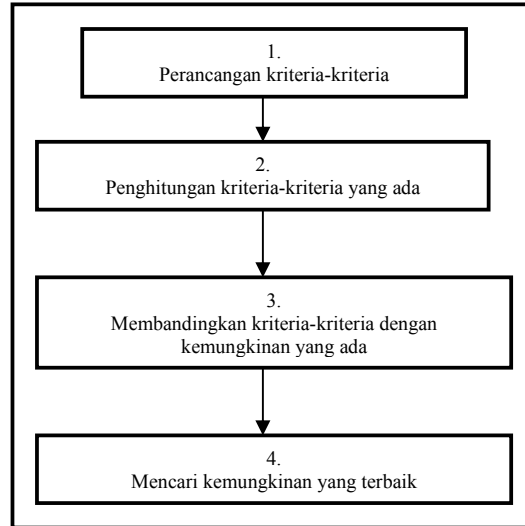 1.
Perancangan kriteria-kriteria
2.
Penghitungan kriteria-kriteria yang ada
3.
Membandingkan kriteria-kriteria dengan
kemungkinan yang ada
4.
Mencari kemungkinan yang terbaik